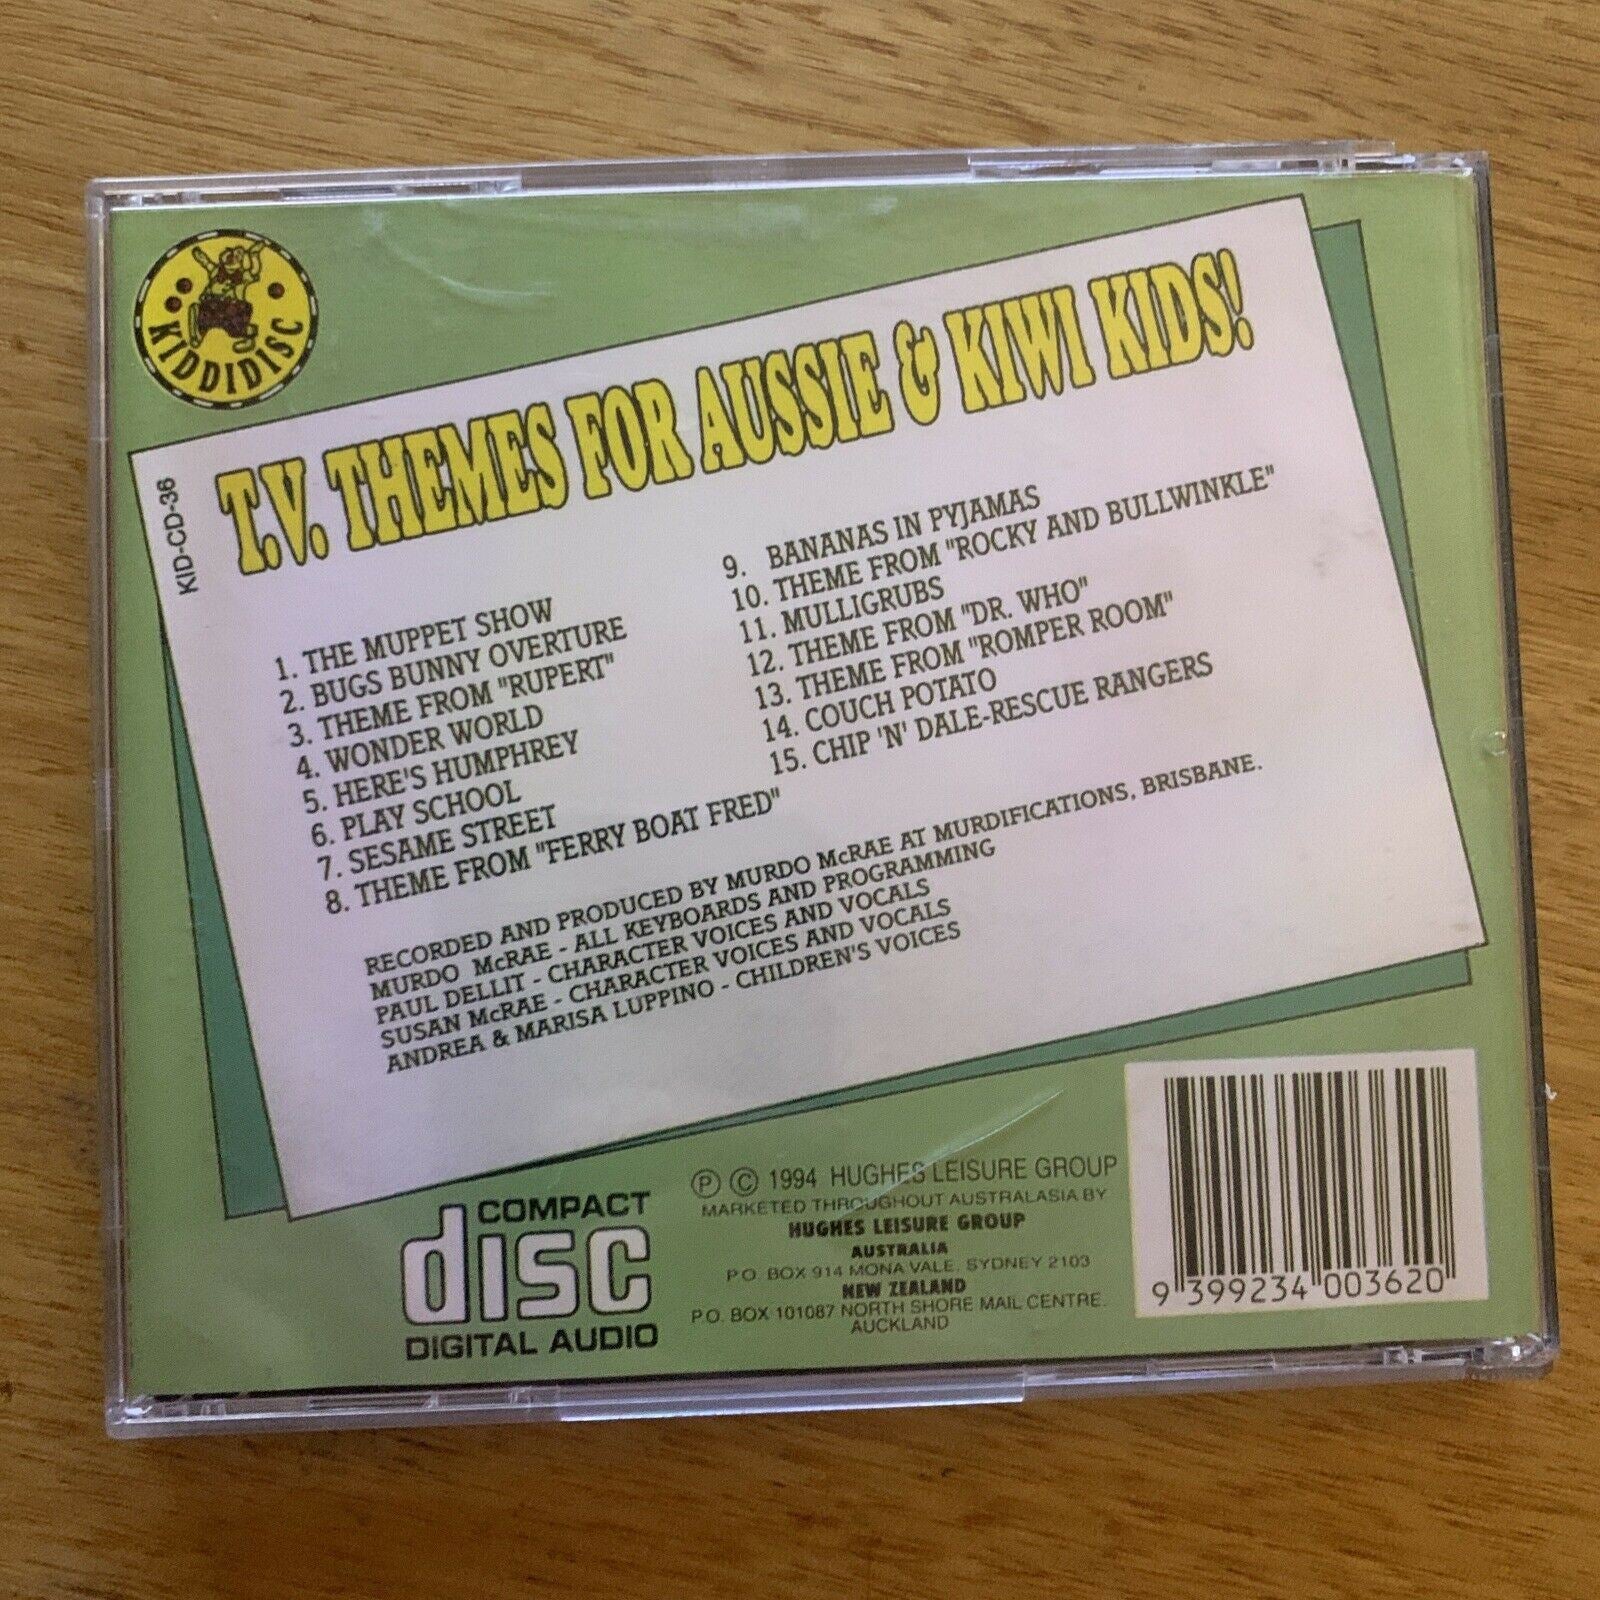 KIDDIDISC
KID-CD-36
T.V. THEMES FOR AUSSIE & KIWI KIDS!
1. THE MUPPET SHOW
2. BUGS BUNNY OVERTURE
3. THEME FROM "RUPERT"
4. WONDER WORLD
5. HERE'S HUMPHREY
6. PLAY SCHOOL
7. SESAME STREET
8. THEME FROM "FERRY BOAT FRED"
9. BANANAS IN PYJAMAS
10. THEME FROM "ROCKY AND BULLWINKLE"
11. MULLIGRUBS
12. THEME FROM "DR. WHO"
13. THEME FROM "ROMPER ROOM"
14. COUCH POTATO
15. CHIP 'N' DALE-RESCUE RANGERS
RECORDED AND PRODUCED BY MURDO McRAE AT MURDIFICATIONS, BRISBANE.
MURDO McRAE - ALL KEYBOARDS AND PROGRAMMING
PAUL DELLIT - CHARACTER VOICES AND VOCALS
SUSAN McRAE - CHARACTER VOICES AND VOCALS
ANDREA & MARISA LUPPINO - CHILDREN'S VOICES
COMPACT
disc
DIGITAL AUDIO
Ⓟ © 1994 HUGHES LEISURE GROUP
MARKETED THROUGHOUT AUSTRALASIA BY
HUGHES LEISURE GROUP
AUSTRALIA
P.O. BOX 914 MONA VALE. SYDNEY 2103
NEW ZEALAND
P.O. BOX 101087 NORTH SHORE MAIL CENTRE.
AUCKLAND
9 399234 003620